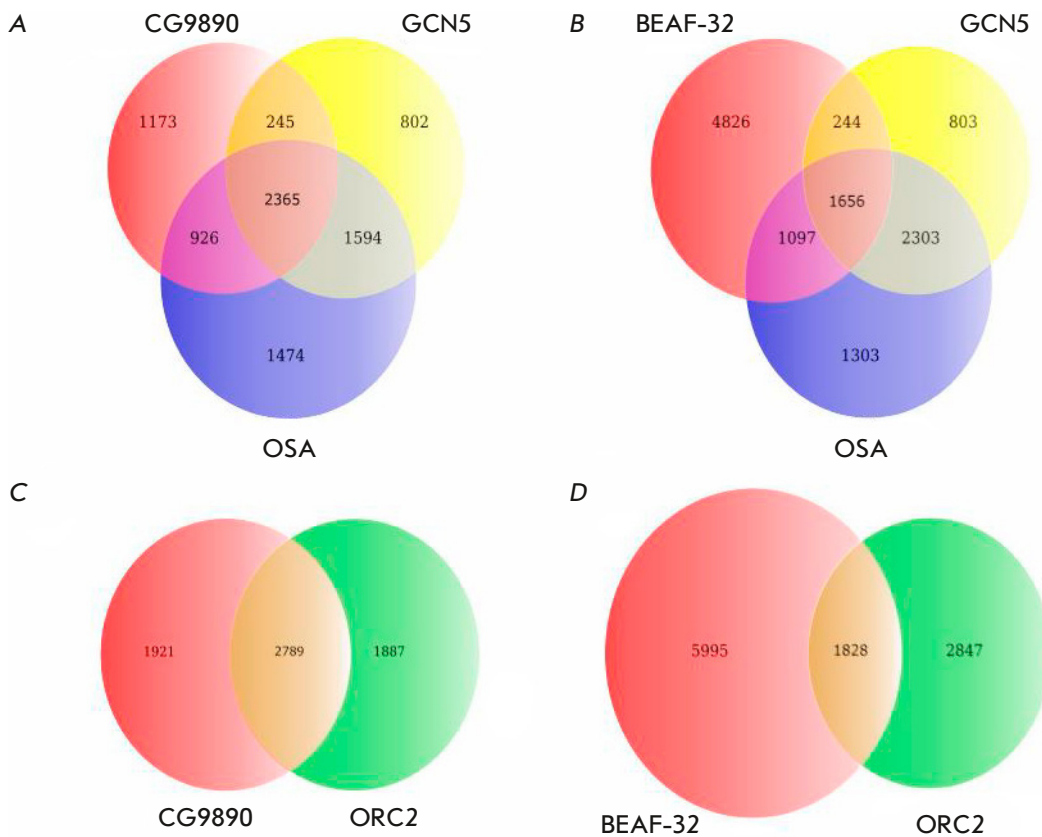 A
CG9890
GCN5
1173
245
802
2365
926
1594
1474
OSA
B
BEAF-32
GCN5
4826
244
803
1656
1097
2303
1303
OSA
C
1921
2789
1887
CG9890
ORC2
D
5995
1828
2847
BEAF-32
ORC2